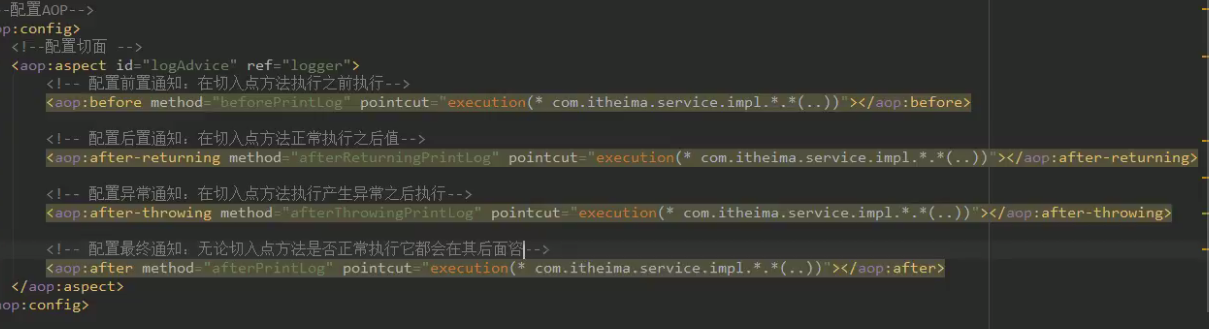 --配置AOP-->
op:config>
<!--配置切面 -->
<aop:aspect id="logAdvice" ref="logger">
<!-- 配置前置通知：在切入点方法执行之前执行-->
<aop:before method="beforePrintLog" pointcut="execution(* com.itheima.service.impl.*.*(..))"></aop:before>
<!-- 配置后置通知：在切入点方法正常执行之后值-->
<aop:after-returning method="afterReturningPrintLog" pointcut="execution(* com.itheima.service.impl.*.*(..))"></aop:after-returning>
<!-- 配置异常通知：在切入点方法执行产生异常之后执行-->
<aop:after-throwing method="afterThrowingPrintLog" pointcut="execution(* com.itheima.service.impl.*.*(..))"></aop:after-throwing>
<!-- 配置最终通知：无论切入点方法是否正常执行它都会在其后面咨-->
<aop:after method="afterPrintLog" pointcut="execution(* com.itheima.service.impl.*.*(..))"></aop:after>
</aop:aspect>
op:config>